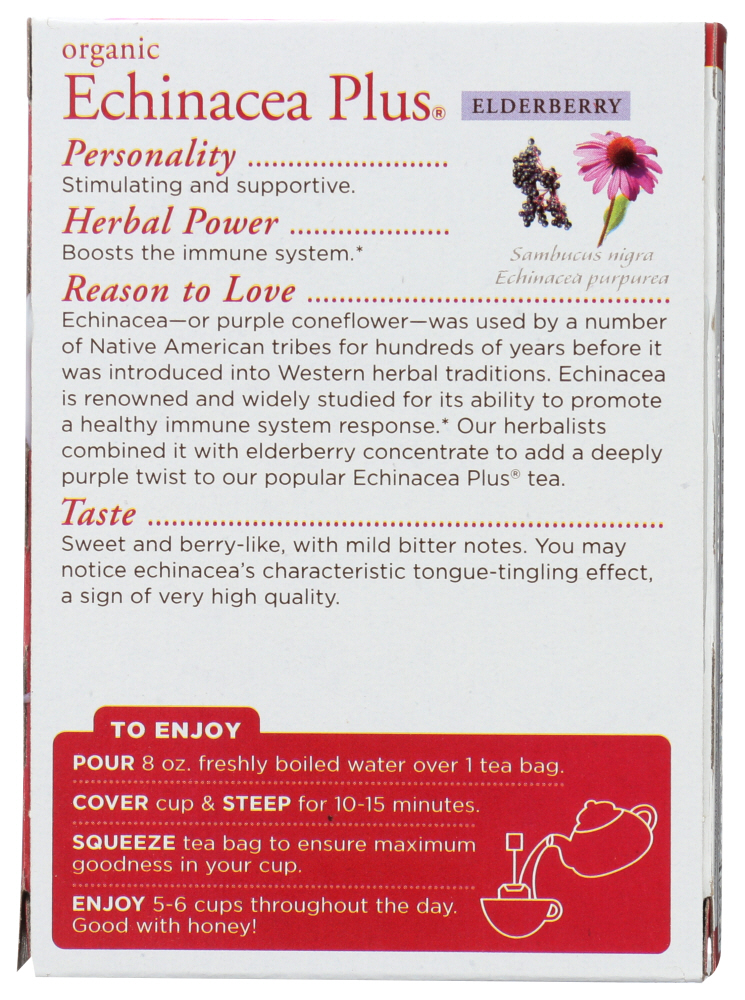 organic
Echinacea Plus® ELDERBERRY
Personality
Stimulating and supportive.
Herbal Power
Boosts the immune system.*
Sambucus nigra
Echinacea purpurea
Reason to Love
Echinacea—or purple coneflower—was used by a number
of Native American tribes for hundreds of years before it
was introduced into Western herbal traditions. Echinacea
is renowned and widely studied for its ability to promote
a healthy immune system response.* Our herbalists
combined it with elderberry concentrate to add a deeply
purple twist to our popular Echinacea Plus® tea.
Taste
Sweet and berry-like, with mild bitter notes. You may
notice echinacea's characteristic tongue-tingling effect,
a sign of very high quality.
TO ENJOY
POUR 8 oz. freshly boiled water over 1 tea bag.
COVER cup & STEEP for 10-15 minutes.
SQUEEZE tea bag to ensure maximum
goodness in your cup.
ENJOY 5-6 cups throughout the day.
Good with honey!